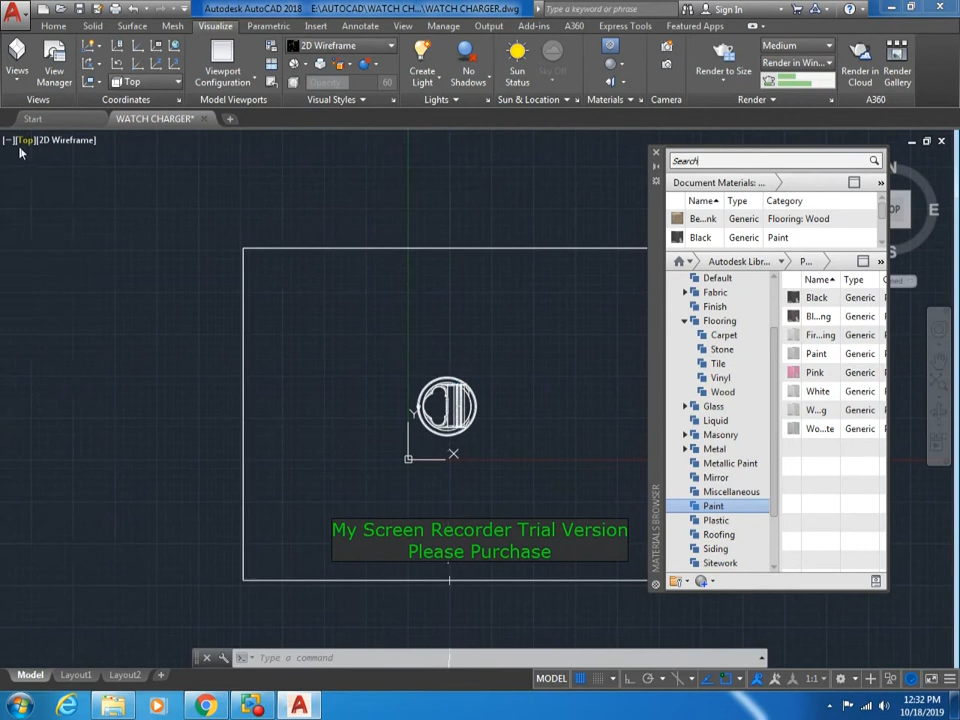 Autodesk AutoCAD 2018 E:\AUTOCAD\WATCH CH...\WATCH CHARGER.dwg Type a keyword or phrase Sign In
Home Solid Surface Mesh Visualize Insert Annotate View Manage Output Add-ins A360 Express Tools Featured Apps
2D Wireframe Medium
Views View Manager Top Viewport Configuration Opacity 60 Create Light No Shadows Sun Status Render to Size Render in Win... Render in Cloud Render Gallery
Views Coordinates Model Viewports Visual Styles Lights Sun & Location Materials Camera Render A360
Start WATCH CHARGER*
[−][Top][2D Wireframe]
Search
Document Materials: ...
Name Type Category
Be...nk Generic Flooring: Wood
Black Generic Paint
Autodesk Libr... P...
Default Name Type
Fabric Black Generic
Finish
Flooring Bl...ng Generic
Carpet Fir...ing Generic
Stone Paint Generic
Tile Pink Generic
Vinyl
Wood White Generic
Glass W...g Generic
Liquid Wo...te Generic
Masonry
Metal
Metallic Paint
Mirror
Miscellaneous
Paint
Plastic
Roofing
Siding
Sitework
MATERIALS BROWSER
E
S
Y
X
My Screen Recorder Trial Version
Please Purchase
Type a command
Model Layout1 Layout2 MODEL 1:1
12:32 PM
10/18/2019